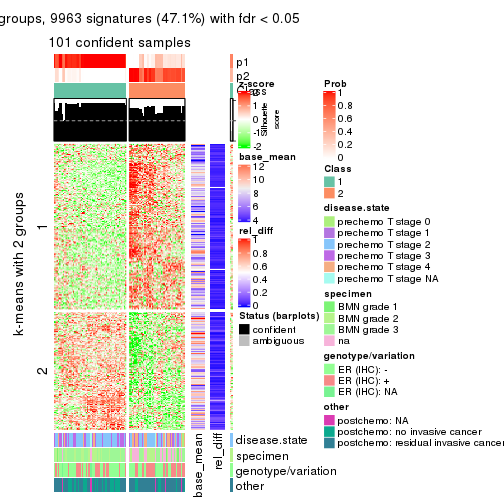 groups, 9963 signatures (47.1%) with fdr < 0.05
101 confident samples
p1
p2
Class
z-score
2
1
0
-1
-2
Silhouette score
base_mean
12
10
8
6
4
rel_diff
1
0.8
0.6
0.4
0.2
0
Status (barplots)
confident
ambiguous
Prob
1
0.8
0.6
0.4
0.2
0
Class
1
2
disease.state
prechemo T stage 0
prechemo T stage 1
prechemo T stage 2
prechemo T stage 3
prechemo T stage 4
prechemo T stage NA
specimen
BMN grade 1
BMN grade 2
BMN grade 3
na
genotype/variation
ER (IHC): -
ER (IHC): +
ER (IHC): NA
other
postchemo: NA
postchemo: no invasive cancer
postchemo: residual invasive cancer
k-means with 2 groups
1
2
base_mean
rel_diff
disease.state
specimen
genotype/variation
other